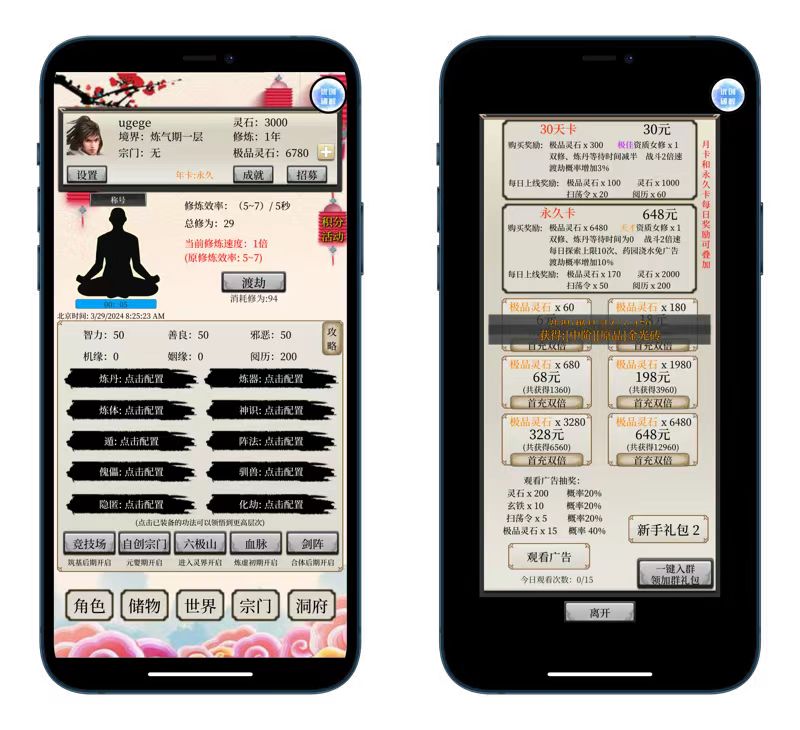 优创
破解
ugege
灵石：3000
境界：炼气期一层
修炼：1年
宗门：无
极品灵石：6780
设置
年卡:永久
成就
招募
称号
修炼效率：（5~7）/ 5秒
总修为：29
当前修炼速度：1倍
(原修炼效率: 5~7)
积分
活动
渡劫
消耗修为:94
00：05
北京时间: 3/29/2024 8:25:23 AM
智力：50
善良：50
邪恶：50
机缘：0
姻缘：0
阅历：200
攻
略
炼丹: 点击配置
炼器: 点击配置
炼体: 点击配置
神识: 点击配置
遁: 点击配置
阵法: 点击配置
傀儡: 点击配置
驯兽: 点击配置
隐匿: 点击配置
化劫: 点击配置
(点击已装备的功法可以领悟到更高层次)
竞技场
自创宗门
六极山
血脉
剑阵
筑基后期开启
元婴期开启
进入灵界开启
炼虚初期开启
合体后期开启
角色
储物
世界
宗门
洞府
30天卡
30元
购买奖励：
极品灵石 x 300
极佳资质女修 x 1
双修、炼丹等待时间减半
战斗2倍速
渡劫概率增加3%
每日上线奖励：
极品灵石 x 100
灵石 x 1000
扫荡令 x 20
阅历 x 60
永久卡
648元
购买奖励：
极品灵石 x 6480
天才资质女修 x 1
双修、炼丹等待时间为0
战斗2倍速
每日探索上限10次、药园浇水免广告
渡劫概率增加10%
每日上线奖励：
极品灵石 x 170
灵石 x 2000
扫荡令 x 50
阅历 x 200
月卡和永久卡每日奖励可叠加
极品灵石 x 60
极品灵石 x 180
获得:[中阶][原品]金光砖
首充双倍
首充双倍
极品灵石 x 680
68元
(共获得1360)
首充双倍
极品灵石 x 1980
198元
(共获得3960)
首充双倍
极品灵石 x 3280
328元
(共获得6560)
首充双倍
极品灵石 x 6480
648元
(共获得12960)
首充双倍
观看广告抽奖：
灵石 x 200
概率20%
玄铁 x 10
概率20%
扫荡令 x 5
概率20%
极品灵石 x 15
概率 40%
新手礼包 2
观看广告
今日观看次数：0/15
一键入群
领加群礼包
离开
优创
破解